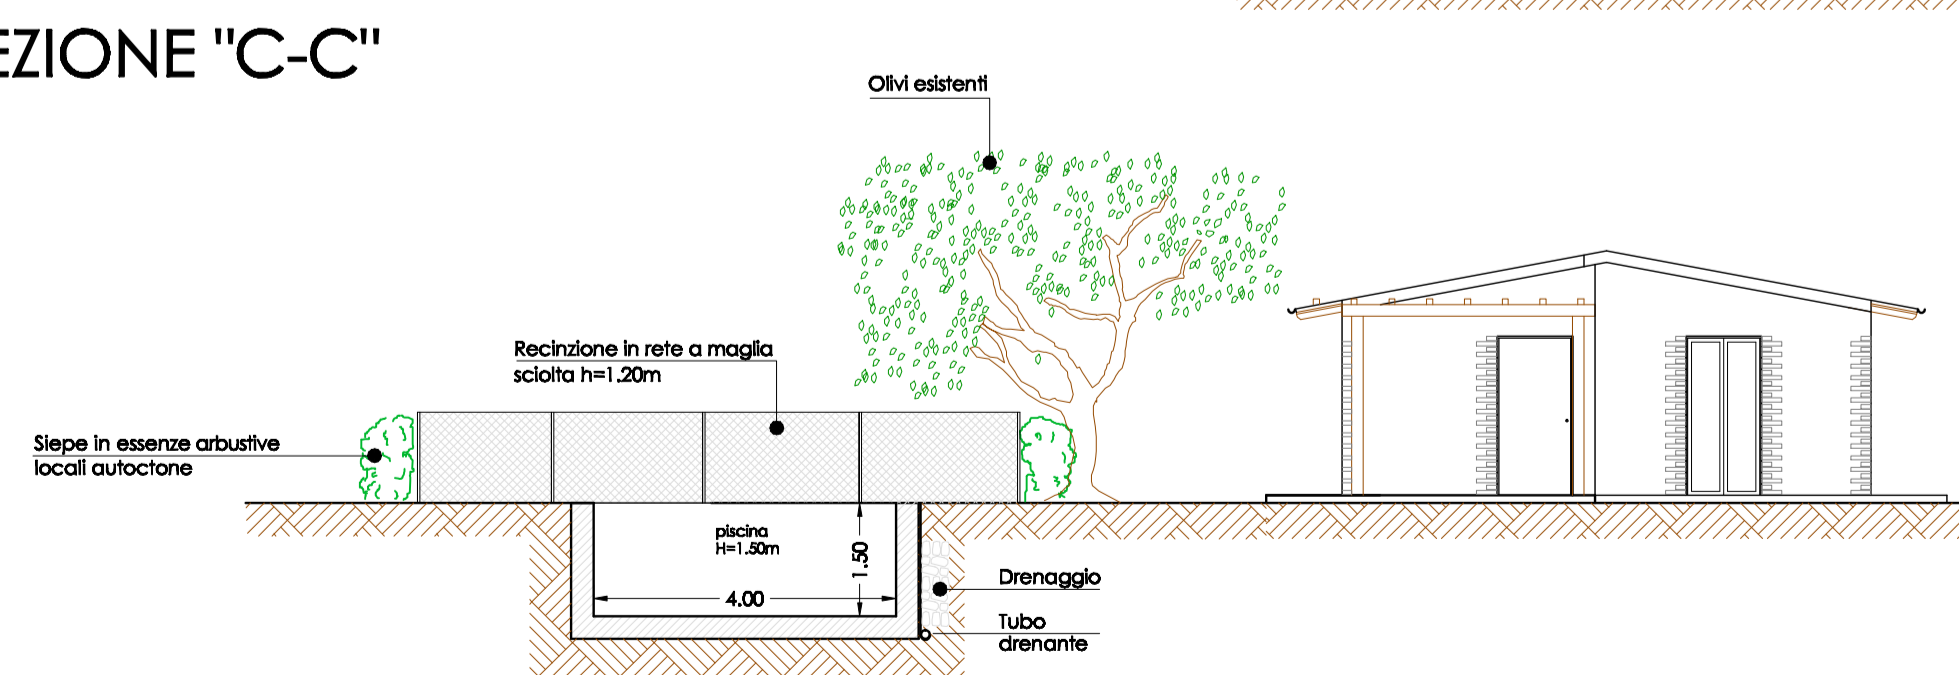 EZIONE "C-C"
Olivi esistenti
Recinzione in rete a maglia
sciolta h=1.20m
Siepe in essenze arbustive
locali autoctone
piscina
H=1.50m
1.50
4.00
Drenaggio
Tubo
drenante